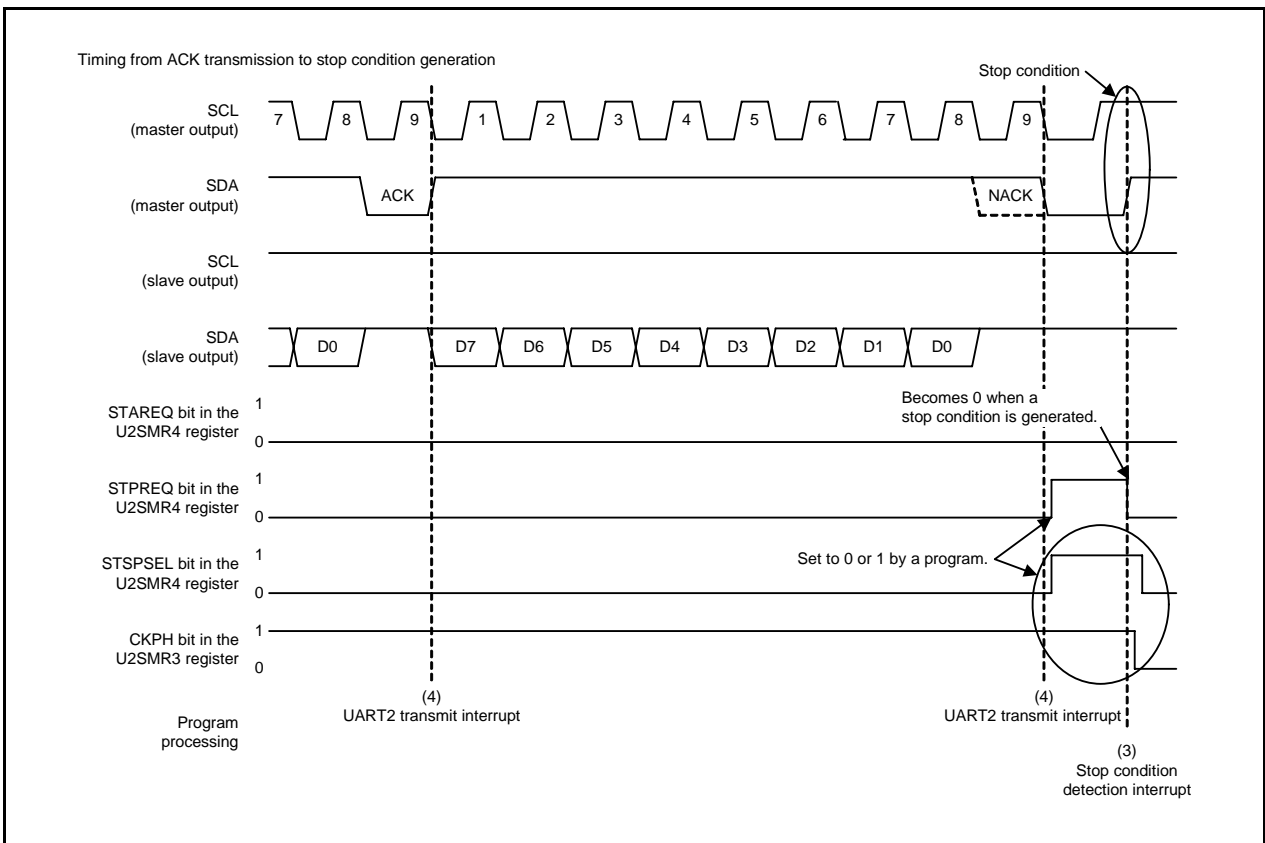 Timing from ACK transmission to stop condition generation
Stop condition
SCL
(master output)
7 8 9 1 2 3 4 5 6 7 8 9
SDA
(master output)
ACK NACK
SCL
(slave output)
SDA
(slave output)
D0 D7 D6 D5 D4 D3 D2 D1 D0
Becomes 0 when a
stop condition is generated.
STAREQ bit in the
U2SMR4 register
1
0
STPREQ bit in the
U2SMR4 register
1
0
Set to 0 or 1 by a program.
STSPSEL bit in the
U2SMR4 register
1
0
CKPH bit in the
U2SMR3 register
1
0
Program
processing
(4)
UART2 transmit interrupt
(4)
UART2 transmit interrupt
(3)
Stop condition
detection interrupt